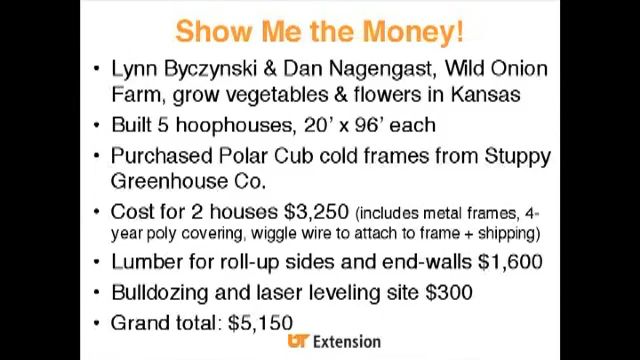 Show Me the Money!
• Lynn Byczynski & Dan Nagengast, Wild Onion
Farm, grow vegetables & flowers in Kansas
• Built 5 hoophouses, 20' x 96' each
• Purchased Polar Cub cold frames from Stuppy
Greenhouse Co.
• Cost for 2 houses $3,250 (includes metal frames, 4-
year poly covering, wiggle wire to attach to frame + shipping)
• Lumber for roll-up sides and end-walls $1,600
• Bulldozing and laser leveling site $300
• Grand total: $5,150
UT Extension